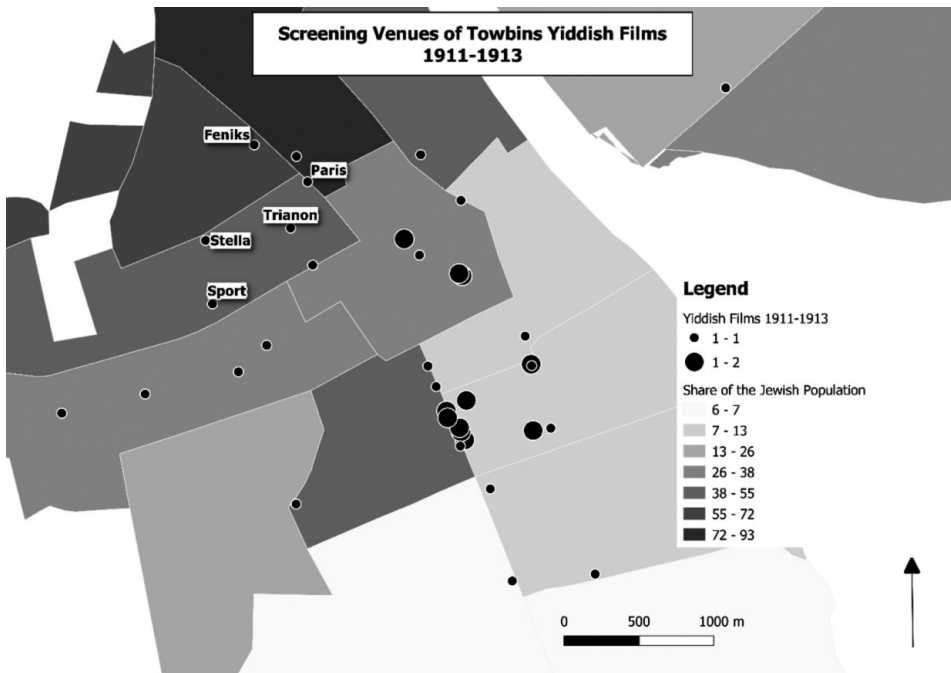 Screening Venues of Towbins Yiddish Films
1911-1913
Feniks
Paris
Trianon
Stella
Sport
Legend
Yiddish Films 1911-1913
1 - 1
1 - 2
Share of the Jewish Population
6 - 7
7 - 13
13 - 26
26 - 38
38 - 55
55 - 72
72 - 93
0 500 1000 m